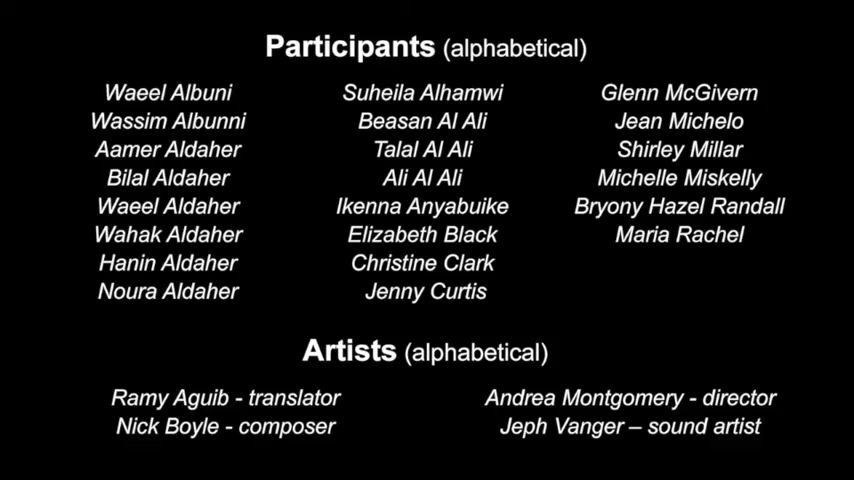 Participants (alphabetical)
Waeel Albuni
Wassim Albunni
Aamer Aldaher
Bilal Aldaher
Waeel Aldaher
Wahak Aldaher
Hanin Aldaher
Noura Aldaher
Suheila Alhamwi
Beasan Al Ali
Talal Al Ali
Ali Al Ali
Ikenna Anyabuike
Elizabeth Black
Christine Clark
Jenny Curtis
Glenn McGivern
Jean Michelo
Shirley Millar
Michelle Miskelly
Bryony Hazel Randall
Maria Rachel
Artists (alphabetical)
Ramy Aguib - translator
Nick Boyle - composer
Andrea Montgomery - director
Jeph Vanger – sound artist